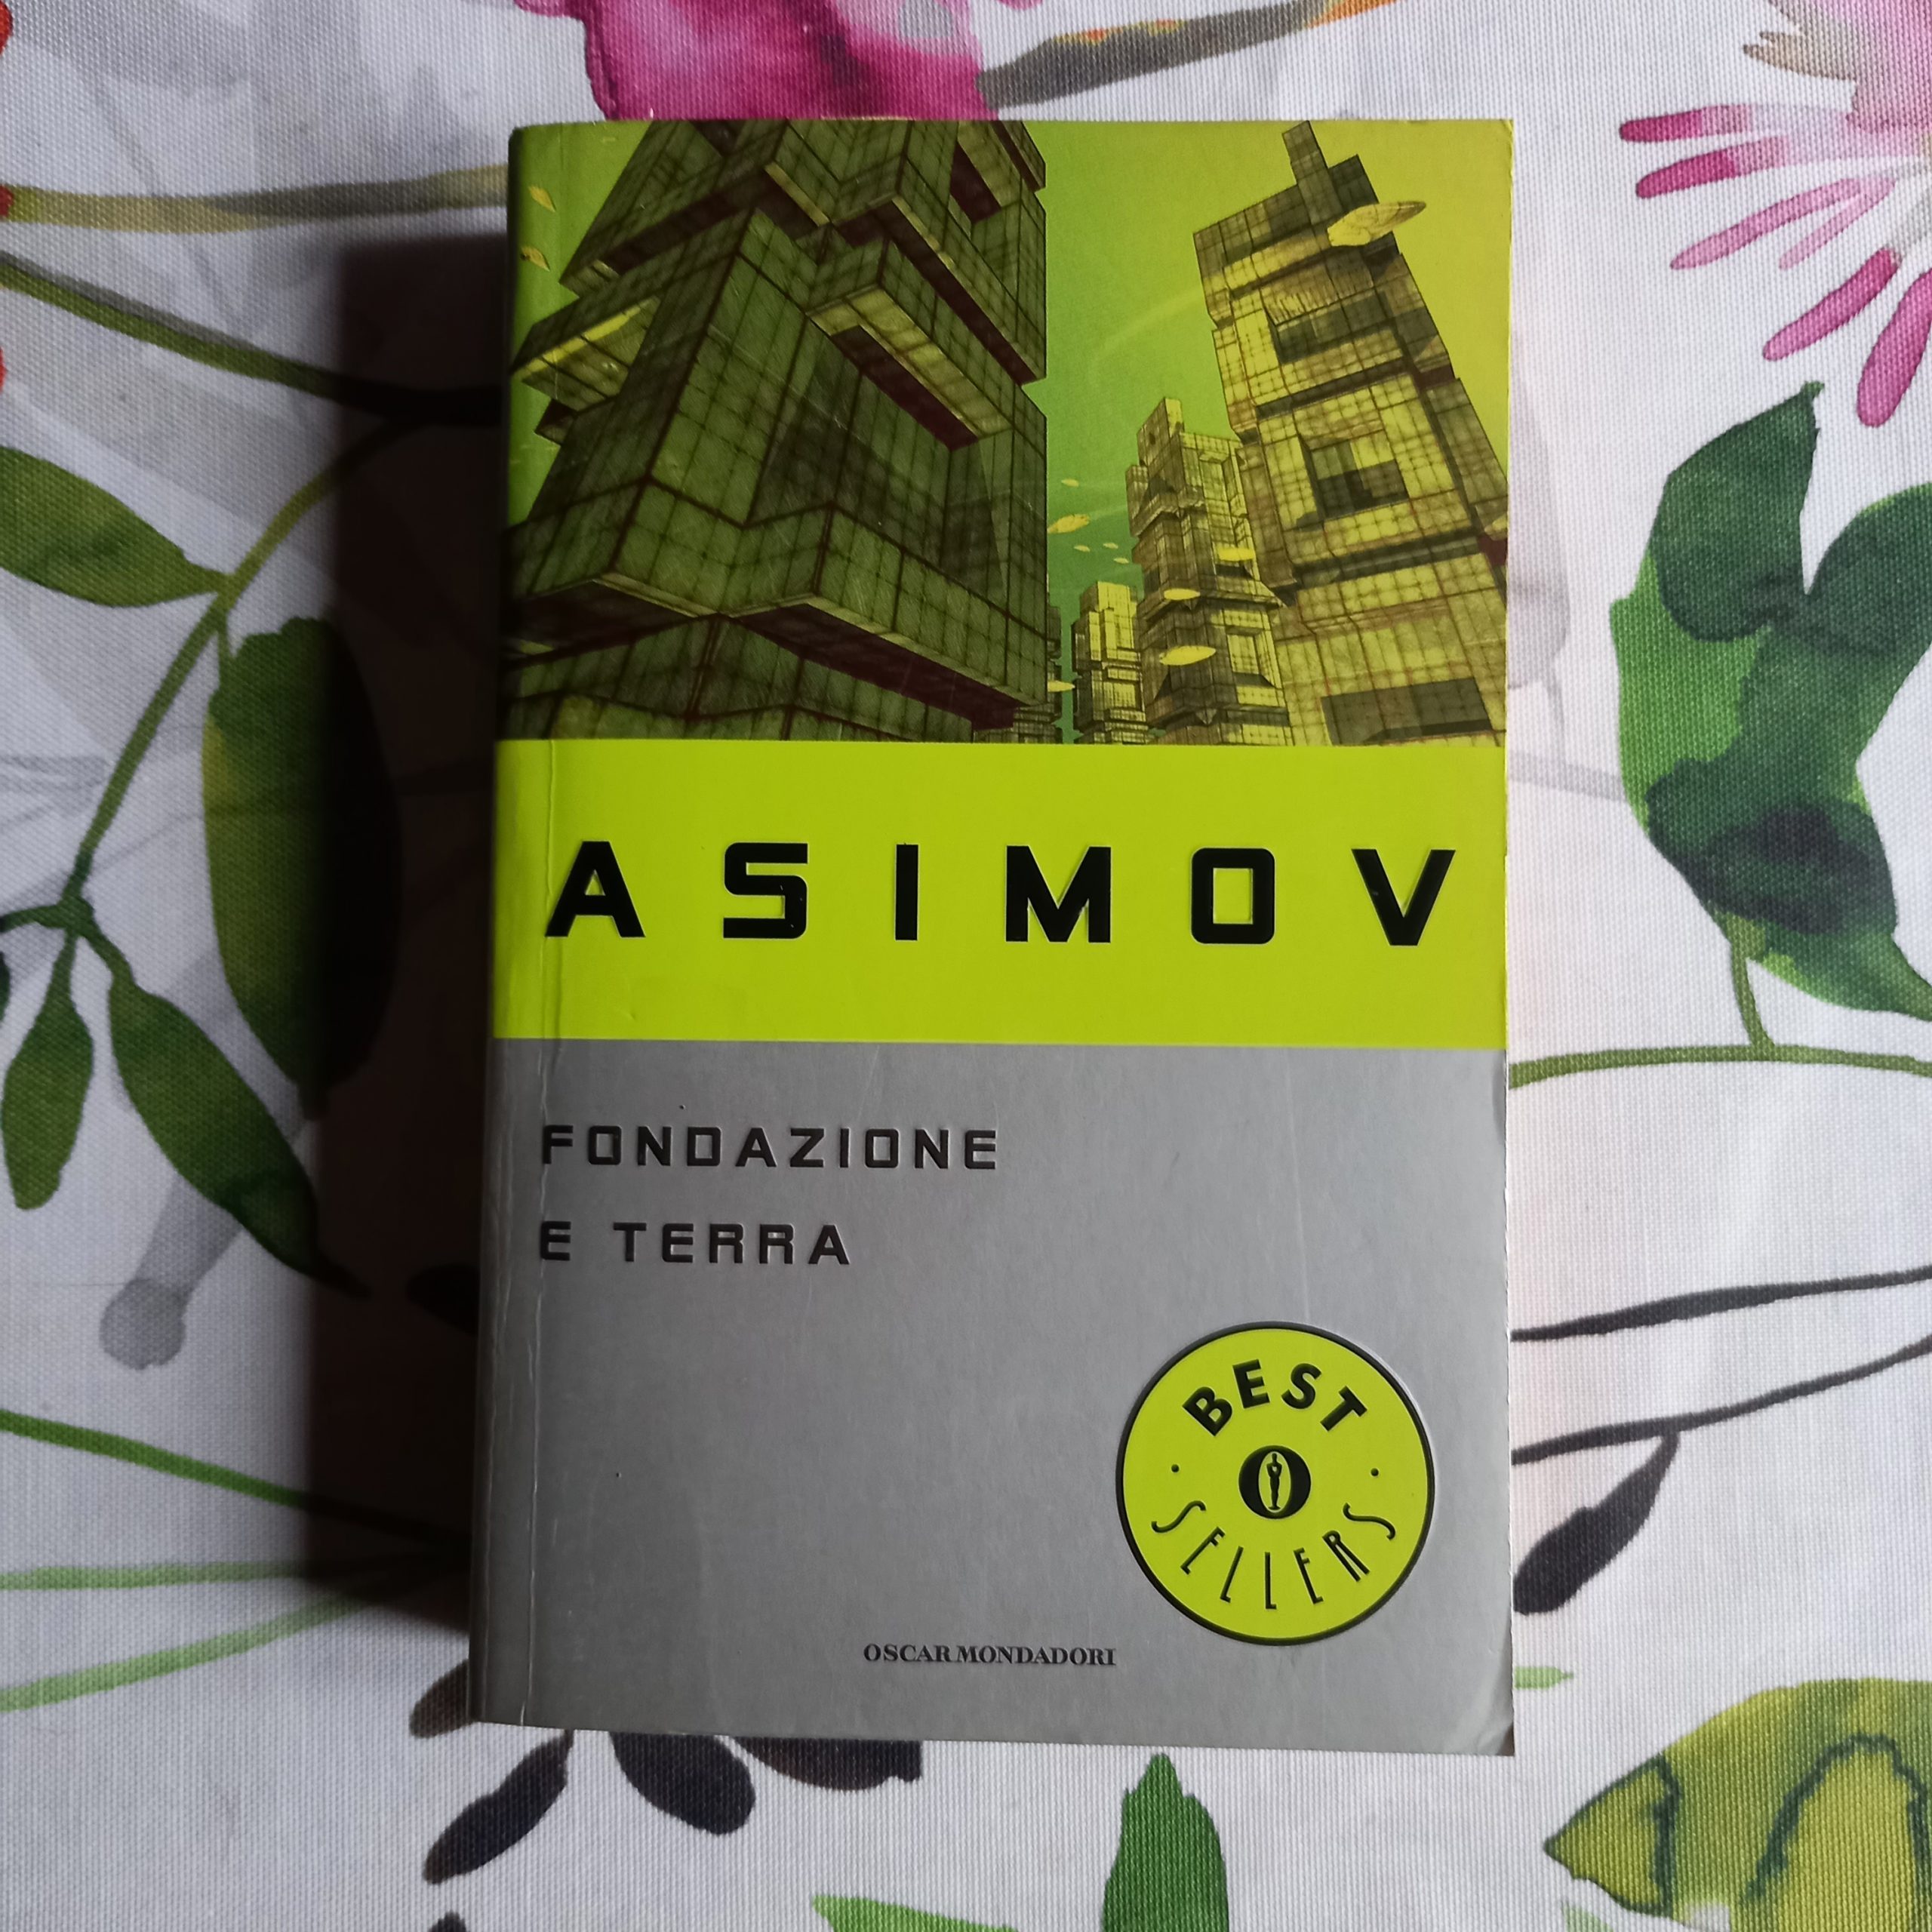 ASIMOV
FONDAZIONE
E TERRA
BEST
O
SELLERS
OSCAR MONDADORI